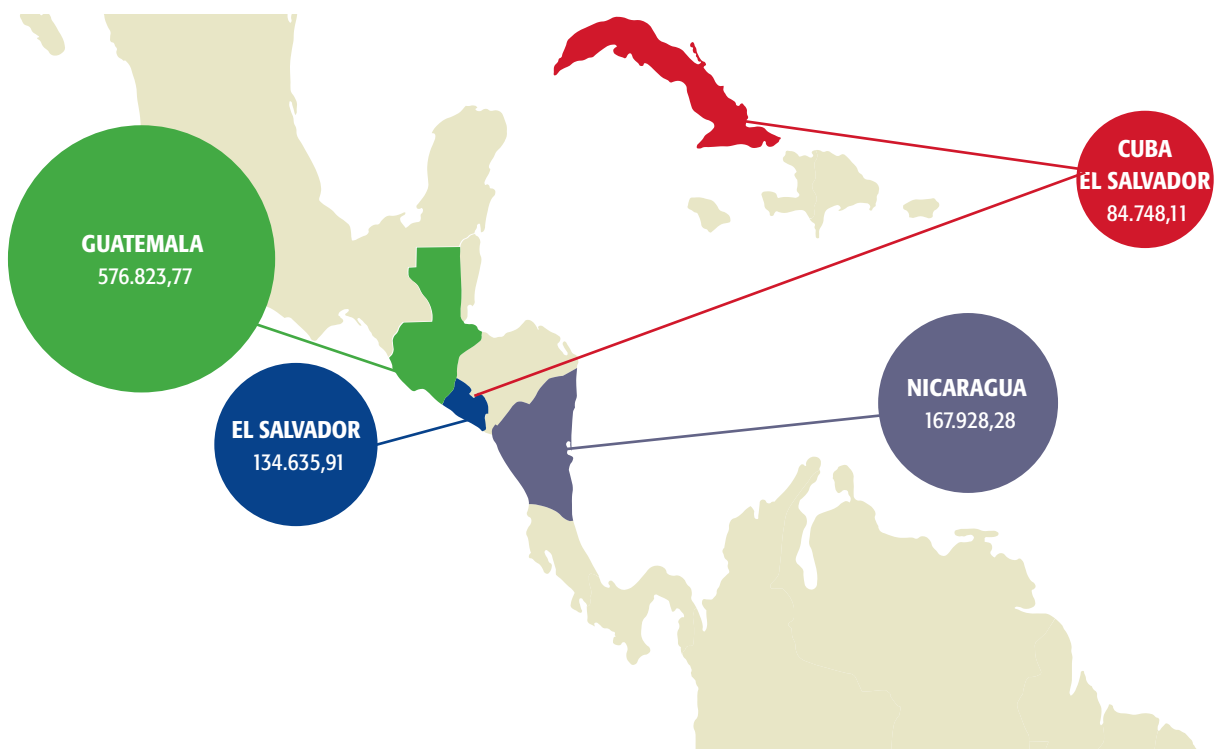 GUATEMALA
576.823,77
EL SALVADOR
134.635,91
CUBA
EL SALVADOR
84.748,11
NICARAGUA
167.928,28